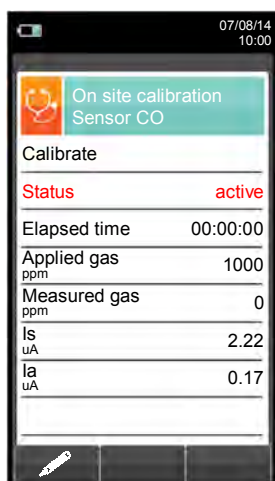 07/08/14
10:00
On site calibration
Sensor CO
Calibrate
Status active
Elapsed time 00:00:00
Applied gas 1000
ppm
Measured gas 0
ppm
Is 2.22
uA
Ia 0.17
uA